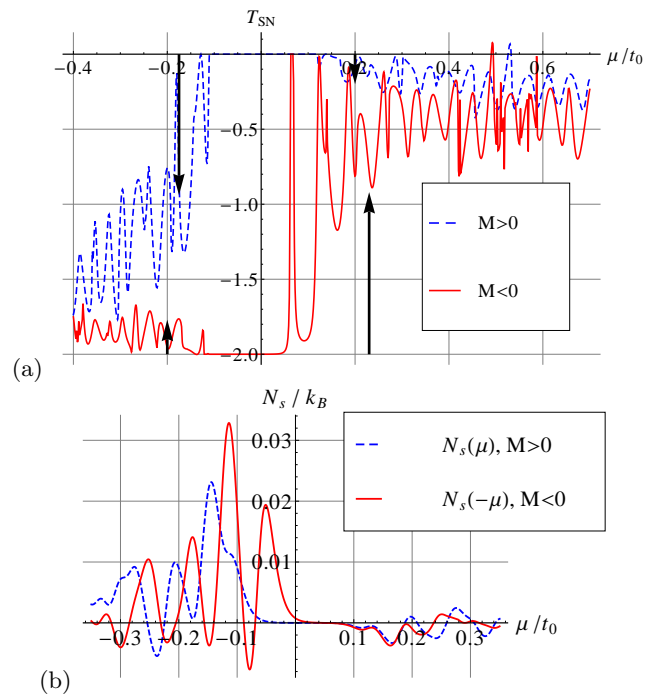 T_SN
−0.4 −0.2 0.2 0.4 0.6 μ/t_0
−0.5
−1.0
−1.5
−2.0
M>0
M<0
(a)
N_s / k_B
0.03
0.02
0.01
−0.3 −0.2 −0.1 0.1 0.2 0.3 μ/t_0
N_s(μ), M>0
N_s(−μ), M<0
(b)